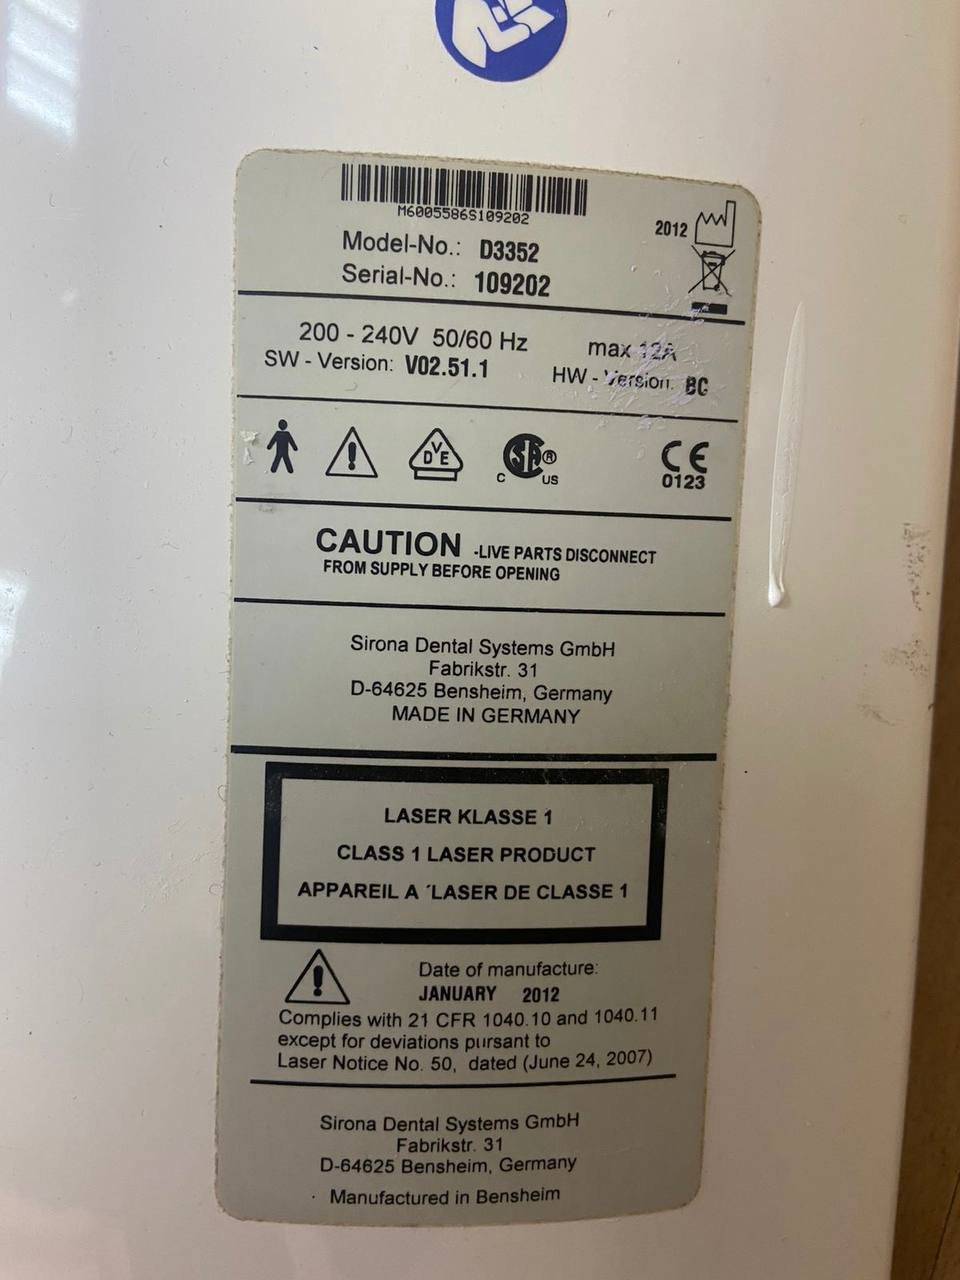 M6005586S109202
2012
Model-No.: D3352
Serial-No.: 109202
200 - 240V 50/60 Hz max 12A
SW - Version: V02.51.1 HW - Version: BC
DVE
SA® C US
CE 0123
CAUTION -LIVE PARTS DISCONNECT
FROM SUPPLY BEFORE OPENING
Sirona Dental Systems GmbH
Fabrikstr. 31
D-64625 Bensheim, Germany
MADE IN GERMANY
LASER KLASSE 1
CLASS 1 LASER PRODUCT
APPAREIL A ´LASER DE CLASSE 1
Date of manufacture:
JANUARY 2012
Complies with 21 CFR 1040.10 and 1040.11
except for deviations pursant to
Laser Notice No. 50, dated (June 24, 2007)
Sirona Dental Systems GmbH
Fabrikstr. 31
D-64625 Bensheim, Germany
· Manufactured in Bensheim